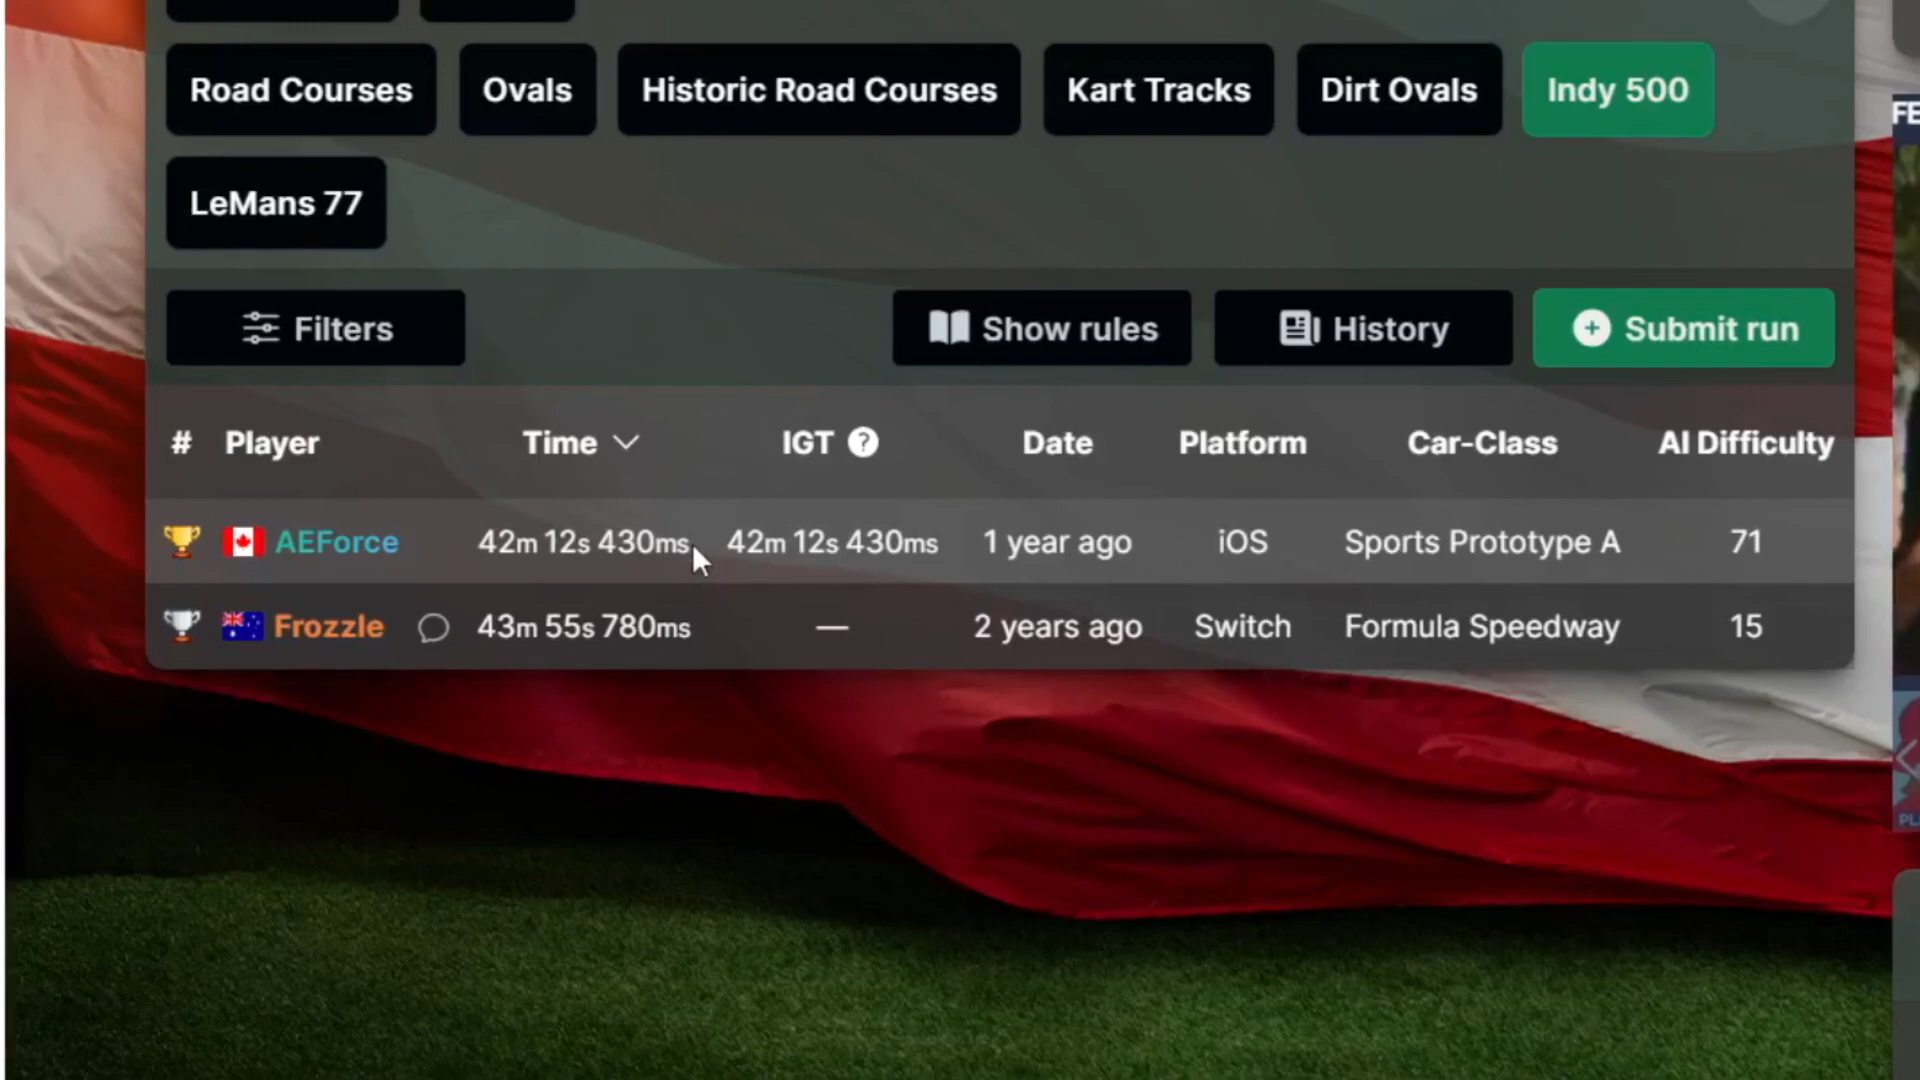 Road Courses Ovals Historic Road Courses Kart Tracks Dirt Ovals Indy 500
LeMans 77
Filters Show rules History Submit run
# Player Time IGT ? Date Platform Car-Class AI Difficulty
AEForce 42m 12s 430ms 42m 12s 430ms 1 year ago iOS Sports Prototype A 71
Frozzle 43m 55s 780ms — 2 years ago Switch Formula Speedway 15